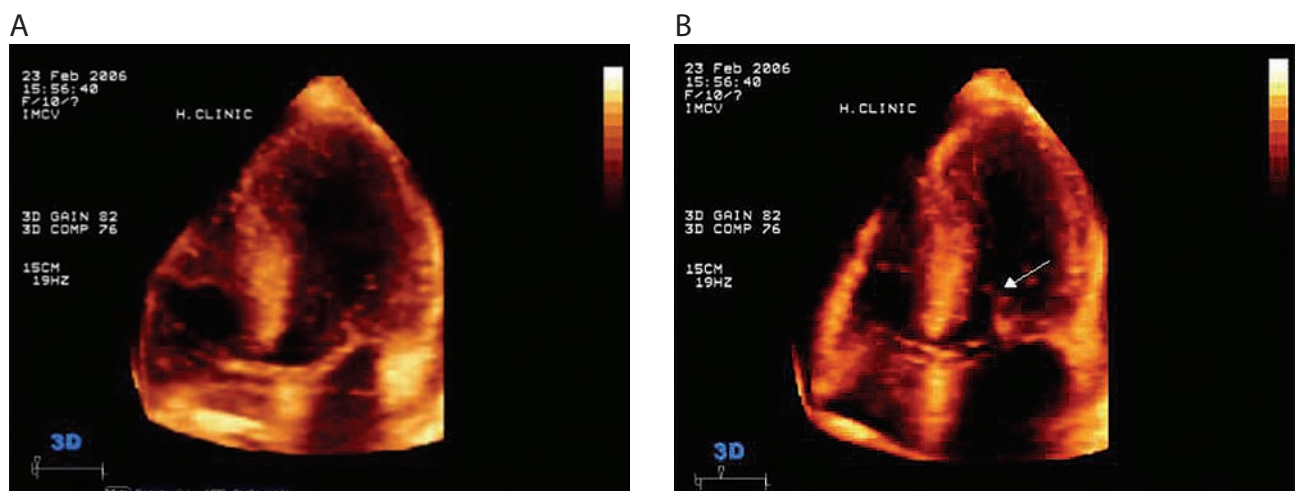 A
23 Feb 2006
15:56:40
F/10/?
IMCV
H.CLINIC
3D GAIN 82
3D COMP 76
15CM
19HZ
3D
B
23 Feb 2006
15:56:40
F/10/?
IMCV
H.CLINIC
3D GAIN 82
3D COMP 76
15CM
19HZ
3D